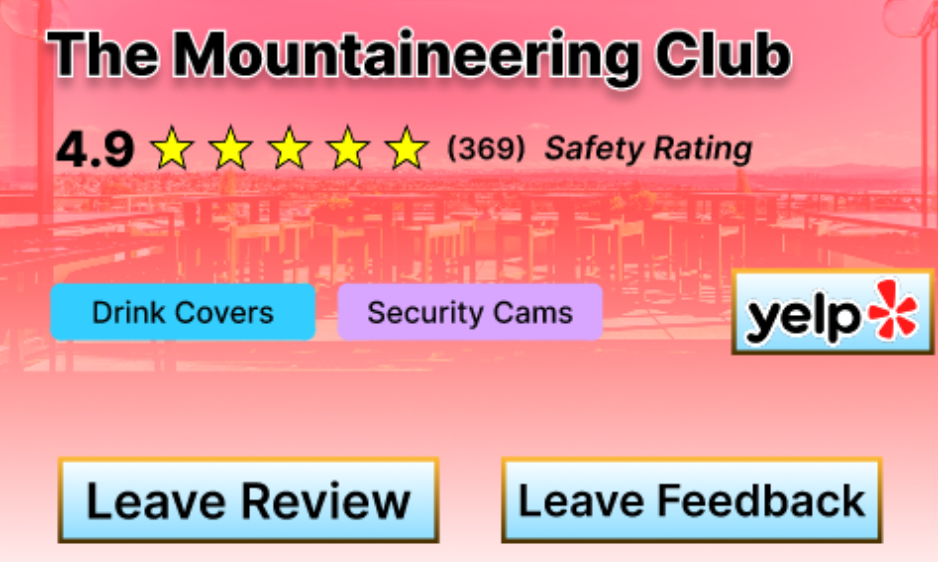 The Mountaineering Club
4.9 (369) Safety Rating
Drink Covers Security Cams
yelp
Leave Review Leave Feedback